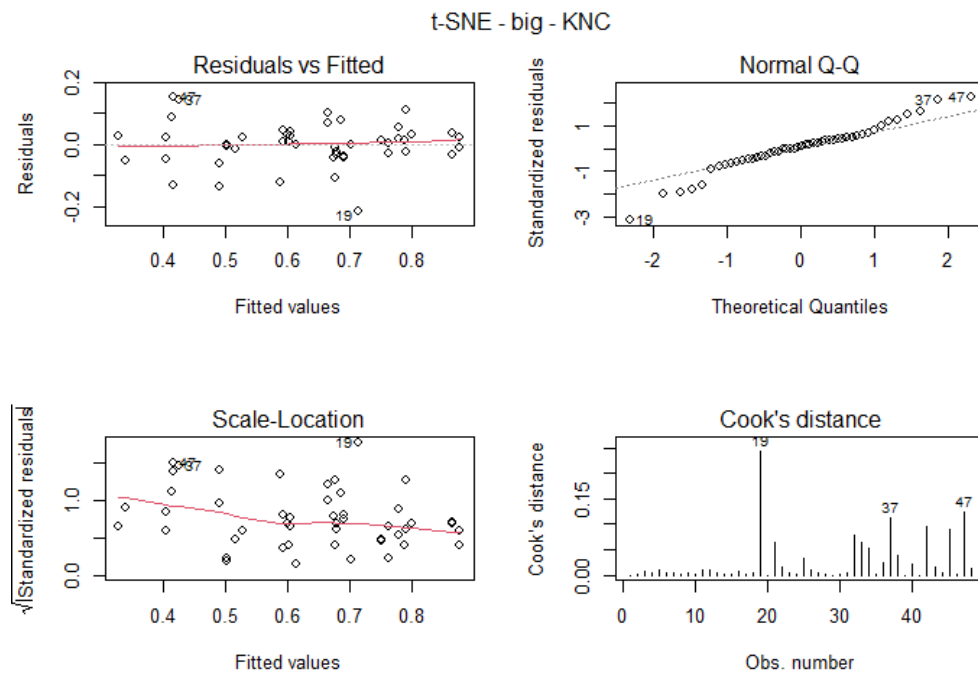 t-SNE - big - KNC
Residuals vs Fitted
Residuals
0.2
0.0
-0.2
47
37
19
0.4 0.5 0.6 0.7 0.8
Fitted values
Normal Q-Q
Standardized residuals
1
-1
-3
37
47
19
-2 -1 0 1 2
Theoretical Quantiles
Scale-Location
√|Standardized residuals|
1.0
0.0
47
37
19
0.4 0.5 0.6 0.7 0.8
Fitted values
Cook's distance
Cook's distance
0.15
0.00
19
37
47
0 10 20 30 40
Obs. number